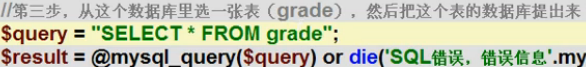 //第三步，从这个数据库里选一张表（grade），然后把这个表的数据库提出来
$query = "SELECT * FROM grade";
$result = @mysql_query($query) or die('SQL错误，错误信息'.my